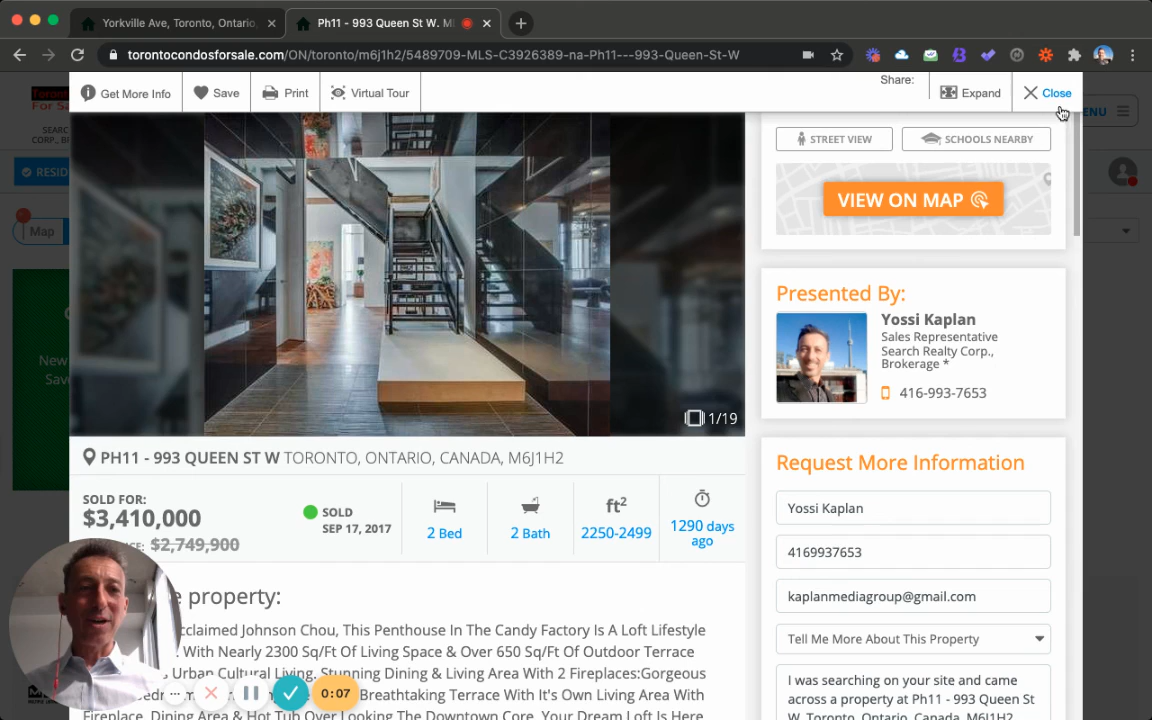 Yorkville Ave, Toronto, Ontario,
Ph11 - 993 Queen St W. M
torontocondosforsale.com/ON/toronto/m6j1h2/5489709-MLS-C3926389-na-Ph11---993-Queen-St-W
Get More Info
Save
Print
Virtual Tour
Share:
Expand
Close
For Sa
SEARC
CORP., B
ENU
RESID
Map
New
Save
STREET VIEW
SCHOOLS NEARBY
VIEW ON MAP
1/19
Presented By:
Yossi Kaplan
Sales Representative
Search Realty Corp.,
Brokerage *
416-993-7653
PH11 - 993 QUEEN ST W TORONTO, ONTARIO, CANADA, M6J1H2
SOLD FOR:
$3,410,000
$2,749,900
SOLD
SEP 17, 2017
2 Bed
2 Bath
ft²
2250-2499
1290 days
ago
Request More Information
Yossi Kaplan
4169937653
kaplanmediagroup@gmail.com
Tell Me More About This Property
I was searching on your site and came
across a property at Ph11 - 993 Queen St
W, Toronto, Ontario, Canada, M6J1H2
e property:
cclaimed Johnson Chou, This Penthouse In The Candy Factory Is A Loft Lifestyle
. With Nearly 2300 Sq/Ft Of Living Space & Over 650 Sq/Ft Of Outdoor Terrace
Urban Cultural Living. Stunning Dining & Living Area With 2 Fireplaces:Gorgeous
Breathtaking Terrace With It's Own Living Area With
Fireplace, Dining Area & Hot Tub Over Looking The Downtown Core. Your Dream Loft Is Here
0:07